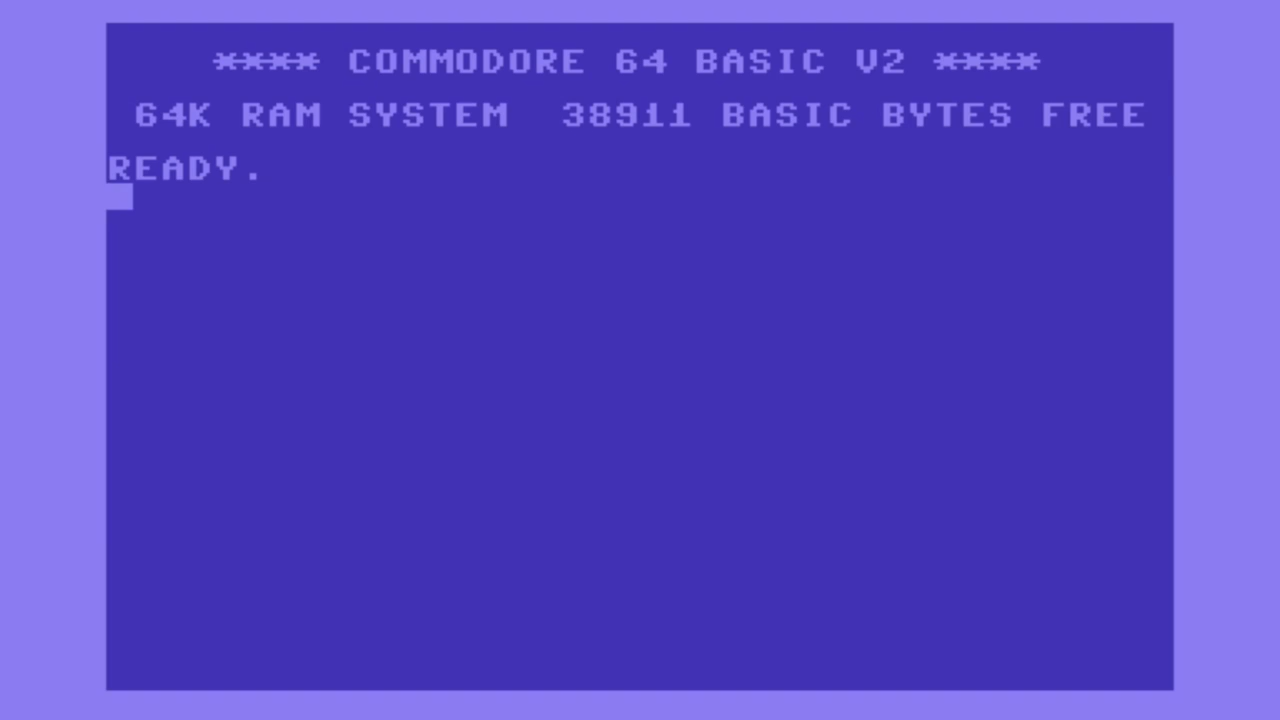 **** COMMODORE 64 BASIC V2 ****
64K RAM SYSTEM  38911 BASIC BYTES FREE
READY.